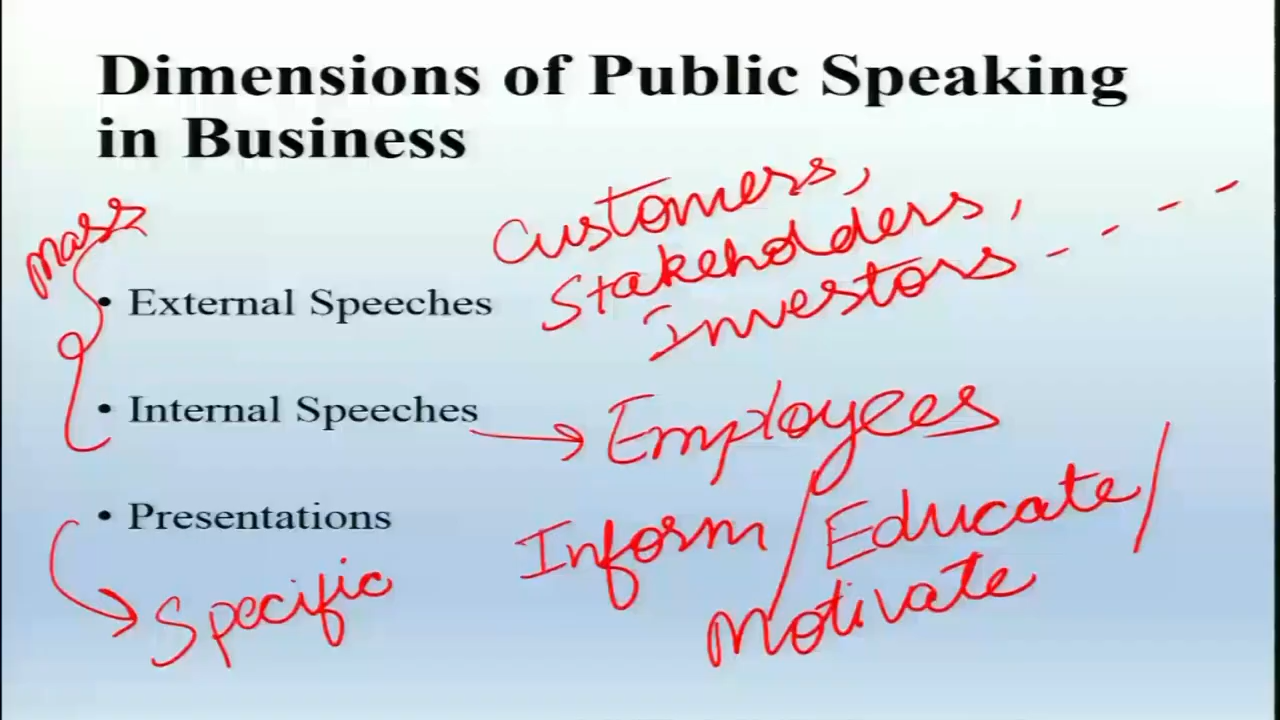 Dimensions of Public Speaking
in Business
Mass
Customers,
Stakeholders,
Investors - - - -
• External Speeches
• Internal Speeches
Employees
• Presentations
Inform / Educate /
Motivate
Specific